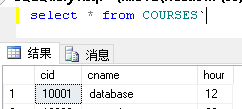 select * from COURSES`
结果 消息
cid cname hour
1 10001 database 12